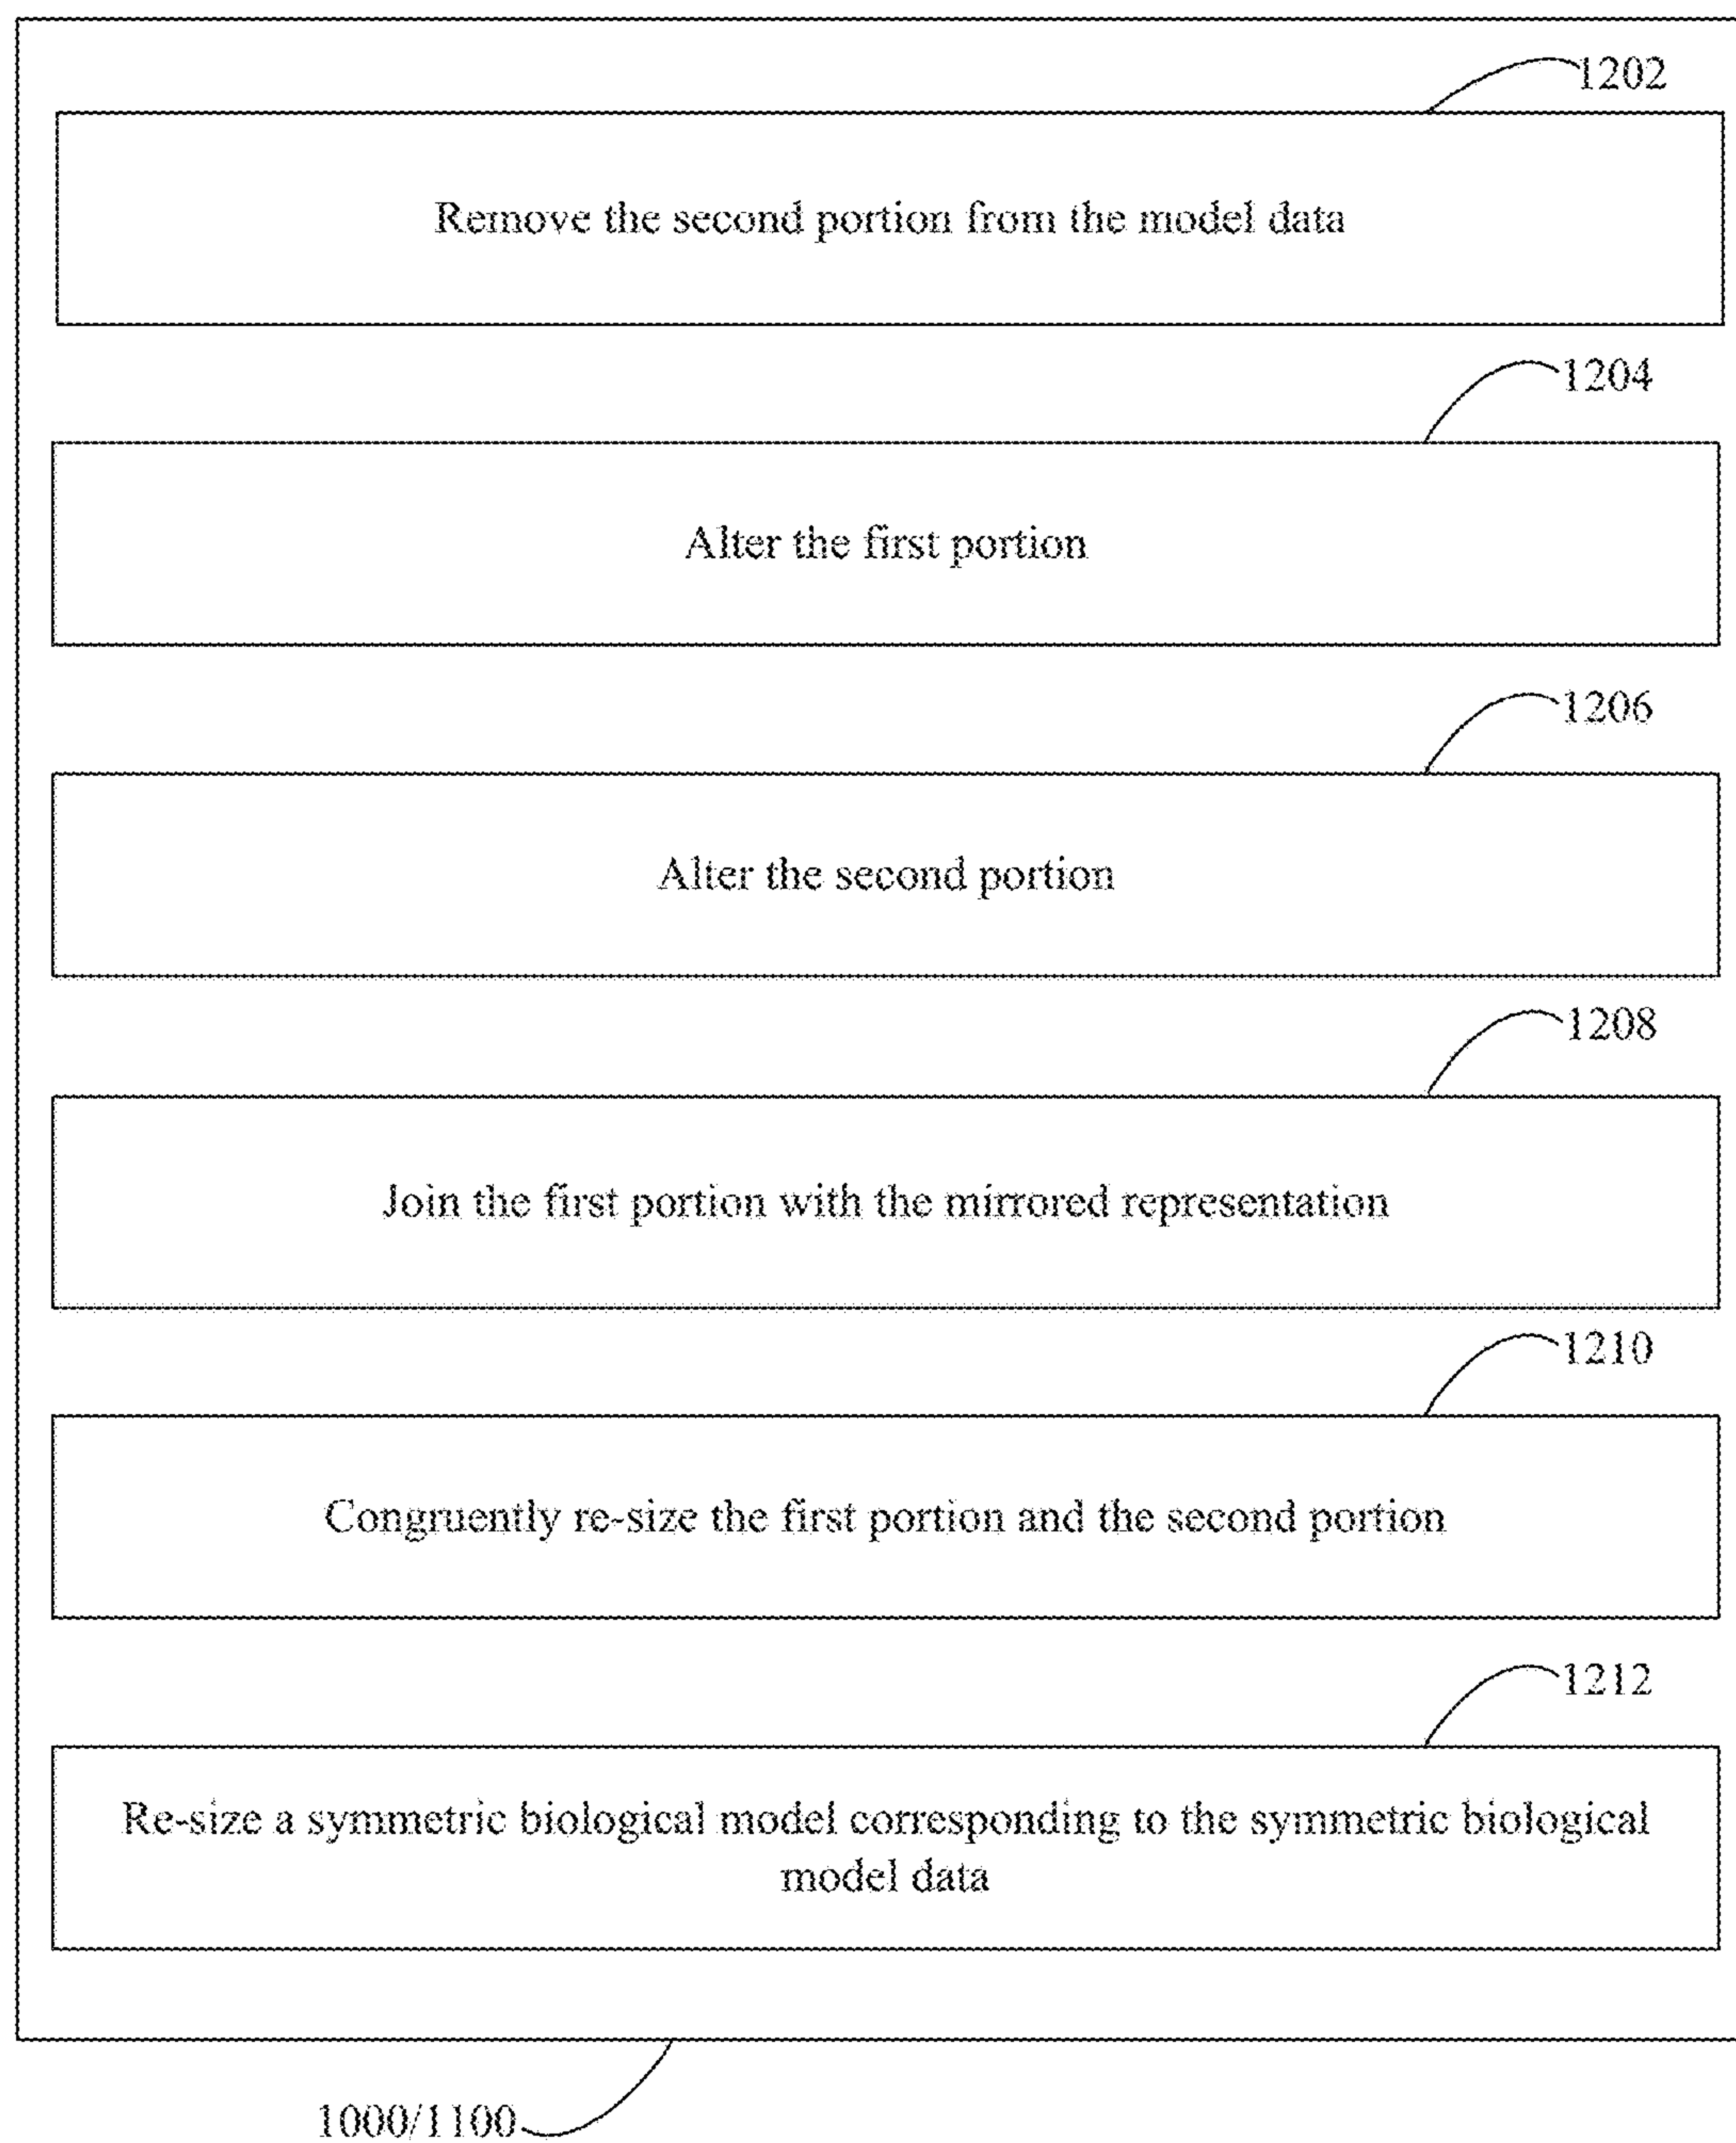 1202
Remove the second portion from the model data
1204
Alter the first portion
1206
Alter the second portion
1208
Join the first portion with the mirrored representation
1210
Congruently re-size the first portion and the second portion
1212
Re-size a symmetric biological model corresponding to the symmetric biological
model data
1000/1100